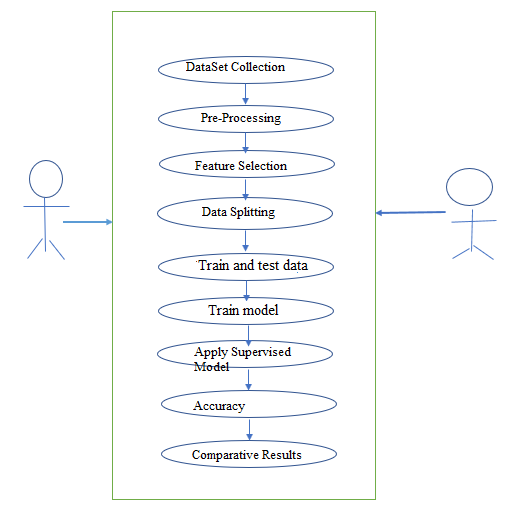 DataSet Collection
Pre-Processing
Feature Selection
Data Splitting
Train and test data
Train model
Apply Supervised
Model
Accuracy
Comparative Results